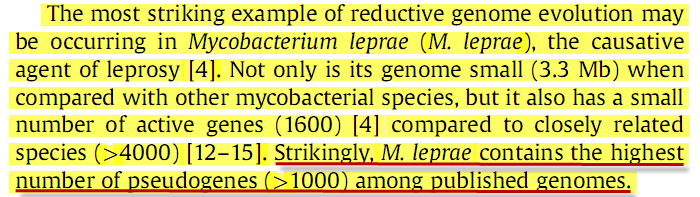 The most striking example of reductive genome evolution may
be occurring in Mycobacterium leprae (M. leprae), the causative
agent of leprosy [4]. Not only is its genome small (3.3 Mb) when
compared with other mycobacterial species, but it also has a small
number of active genes (1600) [4] compared to closely related
species (>4000) [12–15]. Strikingly, M. leprae contains the highest
number of pseudogenes (>1000) among published genomes.